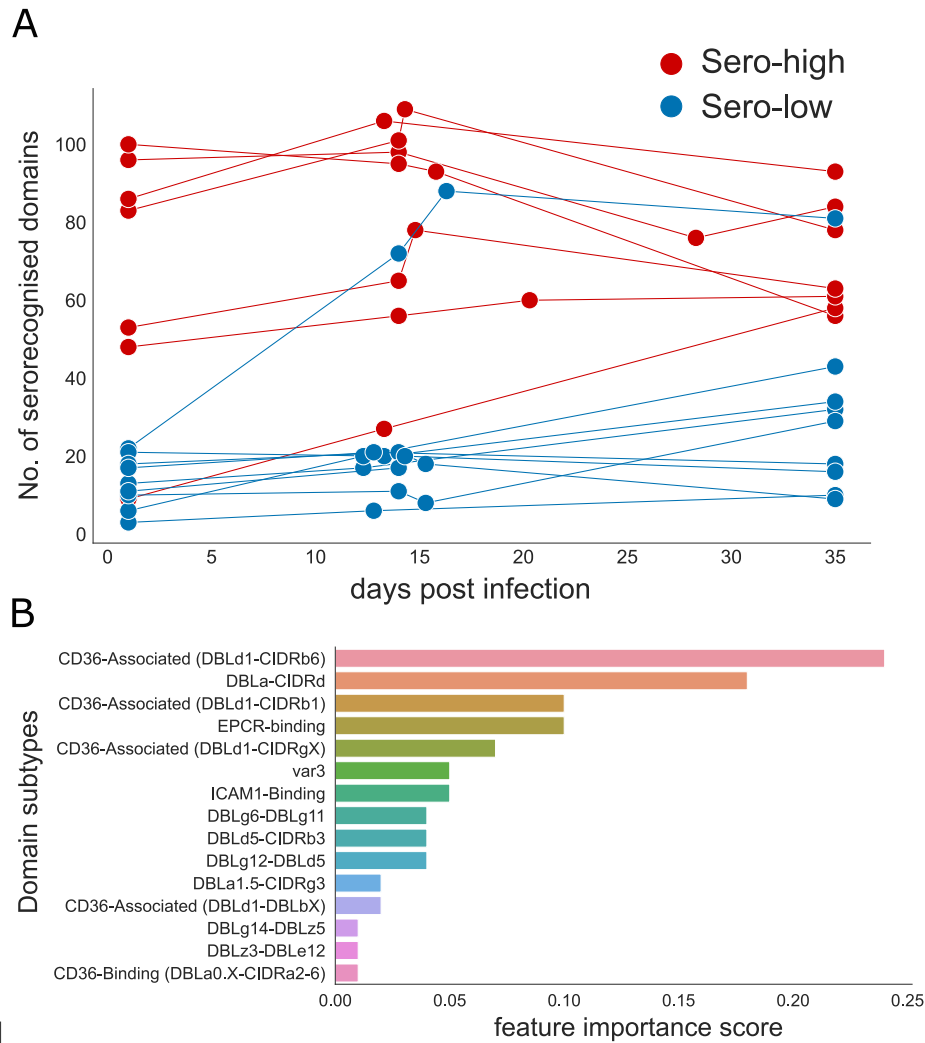 A
Sero-high
Sero-low
No. of serorecognised domains
100
80
60
40
20
0
0 5 10 15 20 25 30 35
days post infection
B
Domain subtypes
CD36-Associated (DBLd1-CIDRb6)
DBLa-CIDRd
CD36-Associated (DBLd1-CIDRb1)
EPCR-binding
CD36-Associated (DBLd1-CIDRgX)
var3
ICAM1-Binding
DBLg6-DBLg11
DBLd5-CIDRb3
DBLg12-DBLd5
DBLa1.5-CIDRg3
CD36-Associated (DBLd1-DBLbX)
DBLg14-DBLz5
DBLz3-DBLe12
CD36-Binding (DBLa0.X-CIDRa2-6)
0.00 0.05 0.10 0.15 0.20 0.25
feature importance score